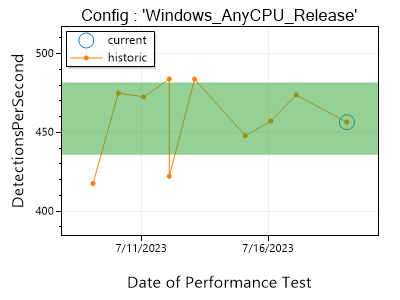 Config : 'Windows_AnyCPU_Release'
current
historic
DetectionsPerSecond
500
450
400
7/11/2023
7/16/2023
Date of Performance Test